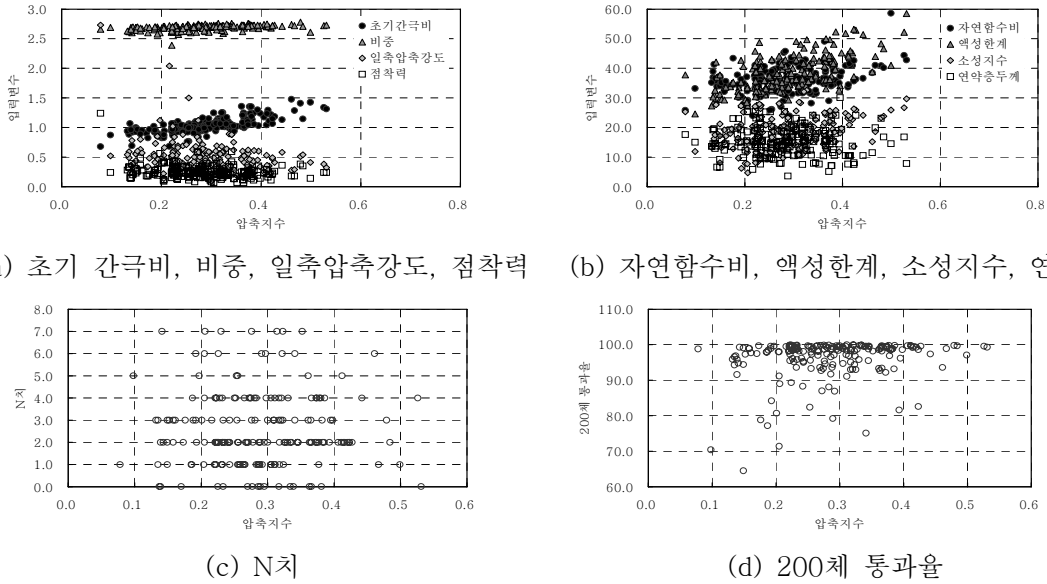 3.0
2.5
2.0
1.5
1.0
0.5
0.0
입력변수
초기간극비
비중
일축압축강도
점착력
0.0 0.2 0.4 0.6 0.8
압축지수
60.0
50.0
40.0
30.0
20.0
10.0
0.0
입력변수
자연함수비
액성한계
소성지수
연약층두께
0.0 0.2 0.4 0.6 0.8
압축지수
) 초기 간극비, 비중, 일축압축강도, 점착력
(b) 자연함수비, 액성한계, 소성지수, 연
8.0
7.0
6.0
5.0
4.0
3.0
2.0
1.0
0.0
N치
0.0 0.1 0.2 0.3 0.4 0.5 0.6
압축지수
110.0
100.0
90.0
80.0
70.0
60.0
200체 통과율
0.0 0.1 0.2 0.3 0.4 0.5 0.6
압축지수
(c) N치
(d) 200체 통과율